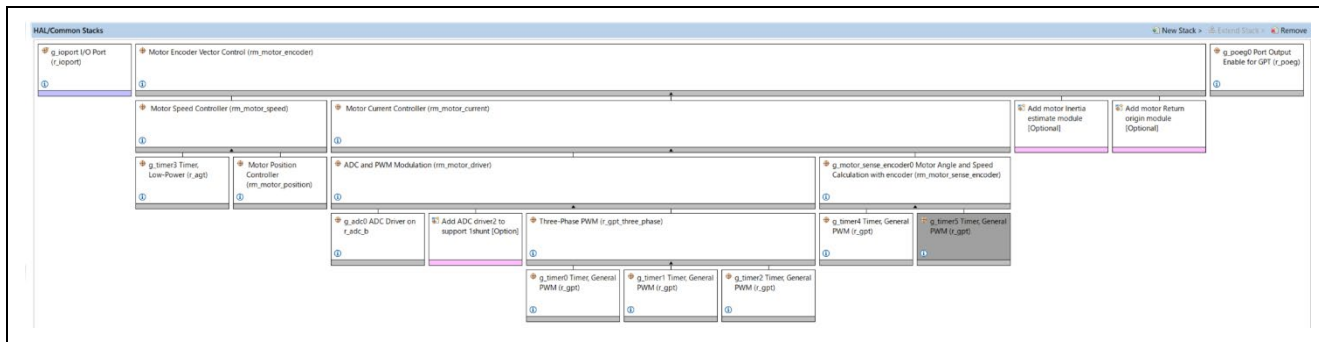 HAL/Common Stacks
New Stack > Extend Stack > Remove
g_ioport I/O Port
(r_ioport)
Motor Encoder Vector Control (rm_motor_encoder)
g_poeg0 Port Output
Enable for GPT (r_poeg)
Motor Speed Controller (rm_motor_speed)
Motor Current Controller (rm_motor_current)
Add motor Inertia
estimate module
[Optional]
Add motor Return
origin module
[Optional]
g_timer3 Timer,
Low-Power (r_agt)
Motor Position
Controller
(rm_motor_position)
ADC and PWM Modulation (rm_motor_driver)
g_motor_sense_encoder0 Motor Angle and Speed
Calculation with encoder (rm_motor_sense_encoder)
g_adc0 ADC Driver on
r_adc_b
Add ADC driver2 to
support 1shunt [Option]
Three-Phase PWM (r_gpt_three_phase)
g_timer4 Timer, General
PWM (r_gpt)
g_timer5 Timer, General
PWM (r_gpt)
g_timer0 Timer, General
PWM (r_gpt)
g_timer1 Timer, General
PWM (r_gpt)
g_timer2 Timer, General
PWM (r_gpt)